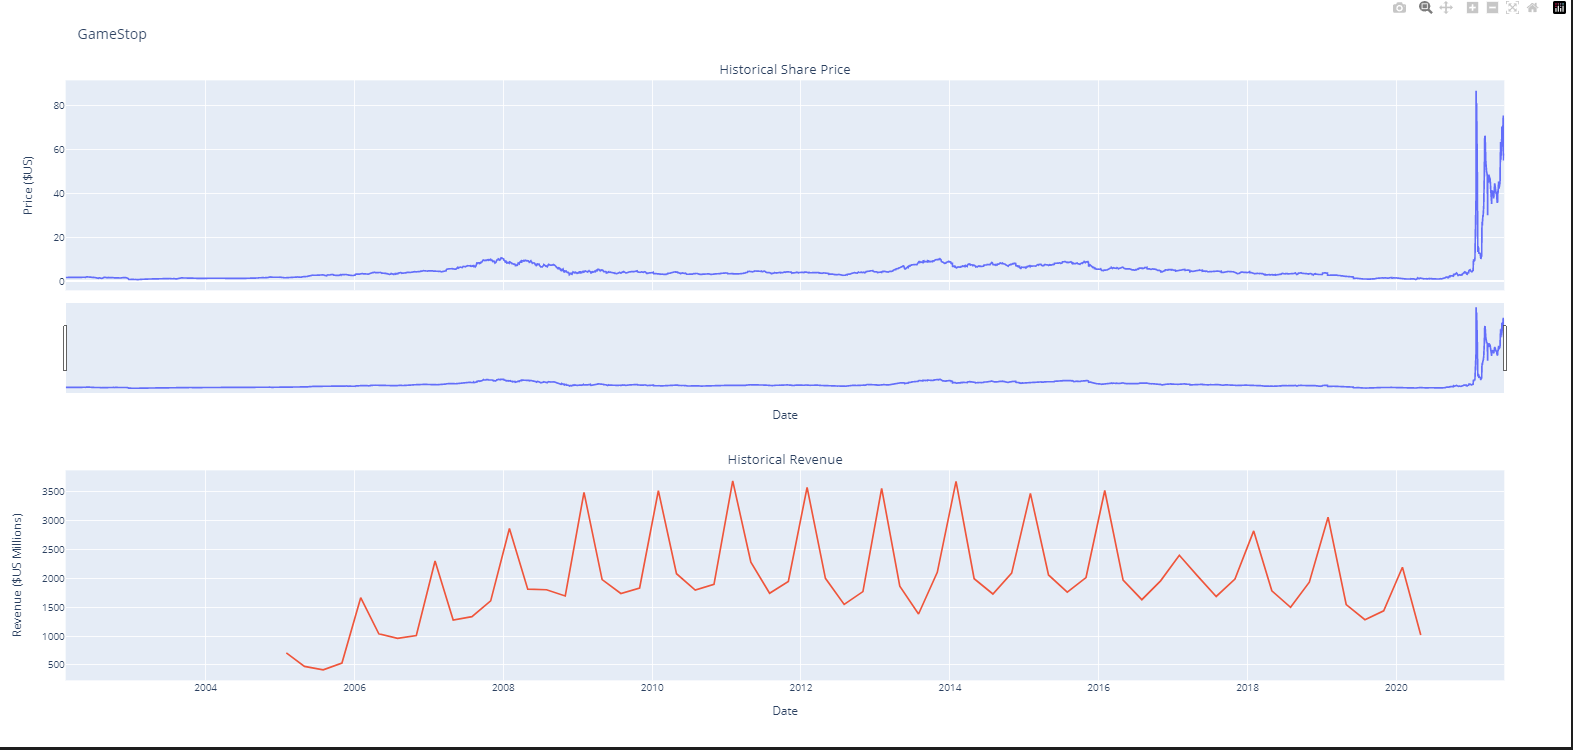 GameStop
Historical Share Price
80
60
40
20
0
Price ($US)
Date
Historical Revenue
3500
3000
2500
2000
1500
1000
500
Revenue ($US Millions)
2004 2006 2008 2010 2012 2014 2016 2018 2020
Date